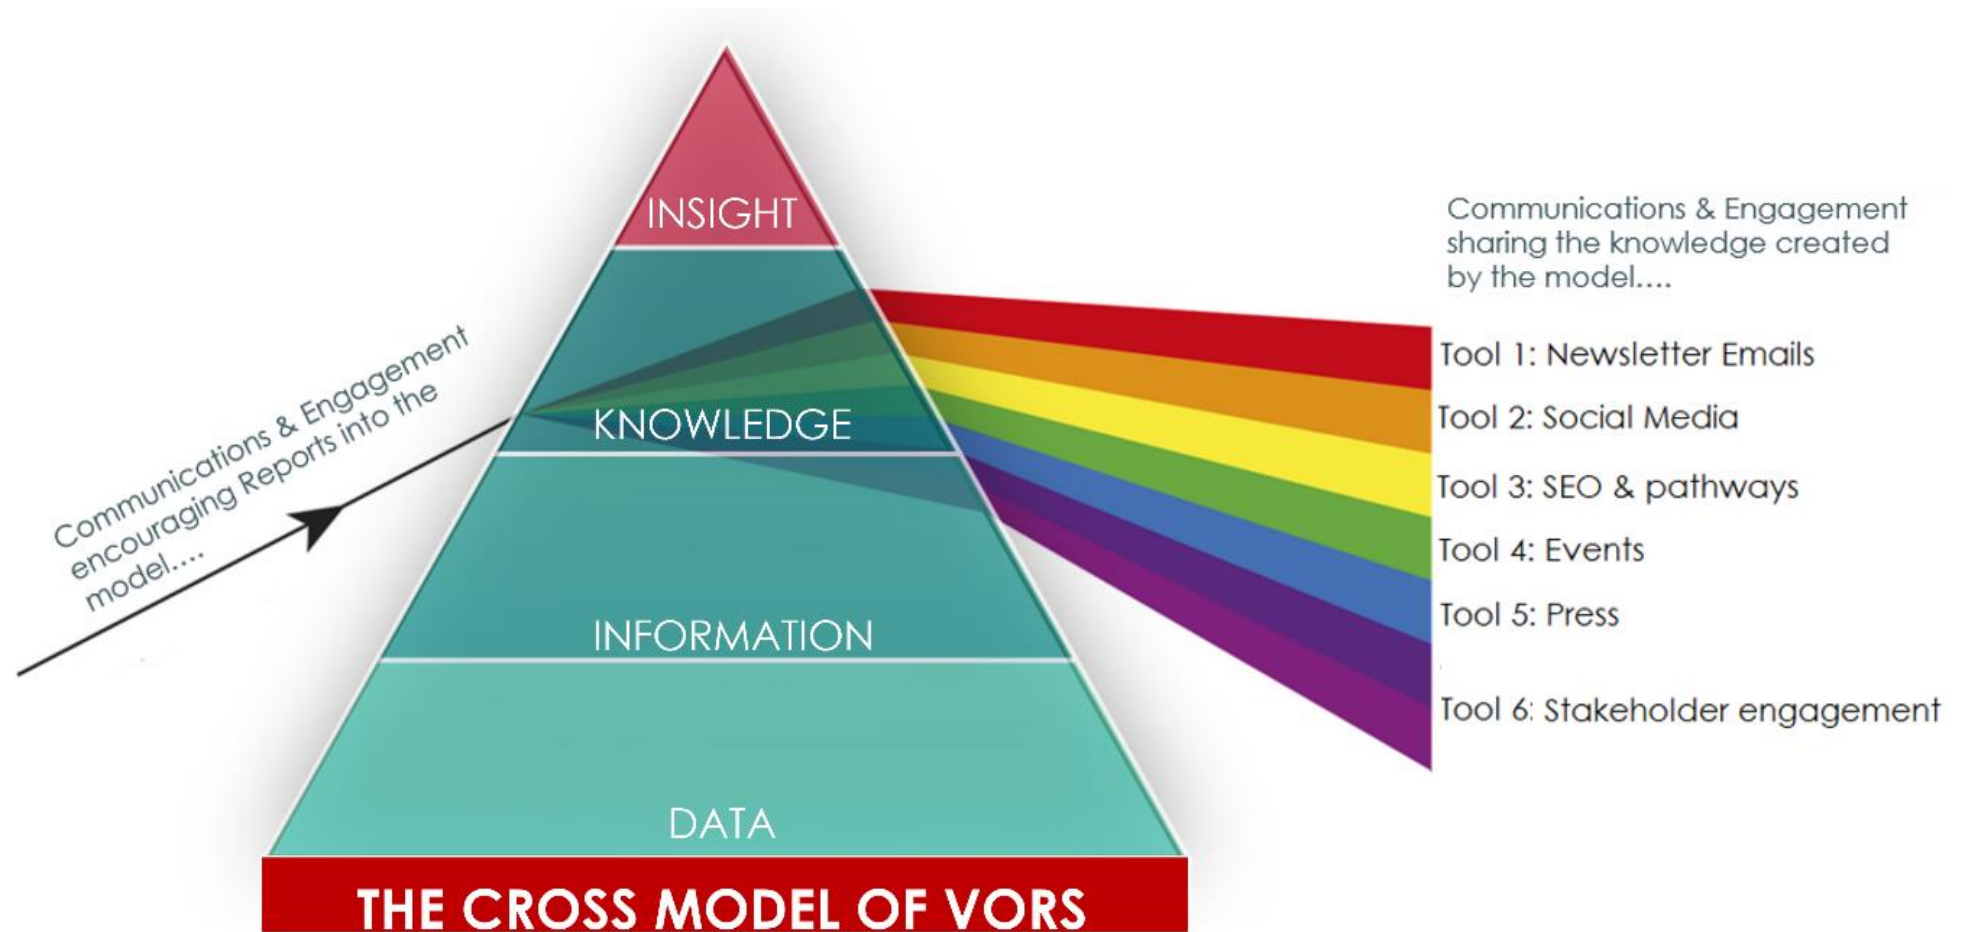 INSIGHT
KNOWLEDGE
INFORMATION
DATA
THE CROSS MODEL OF VORS
Communications & Engagement
encouraging Reports into the
model....
Communications & Engagement
sharing the knowledge created
by the model....
Tool 1: Newsletter Emails
Tool 2: Social Media
Tool 3: SEO & pathways
Tool 4: Events
Tool 5: Press
Tool 6: Stakeholder engagement